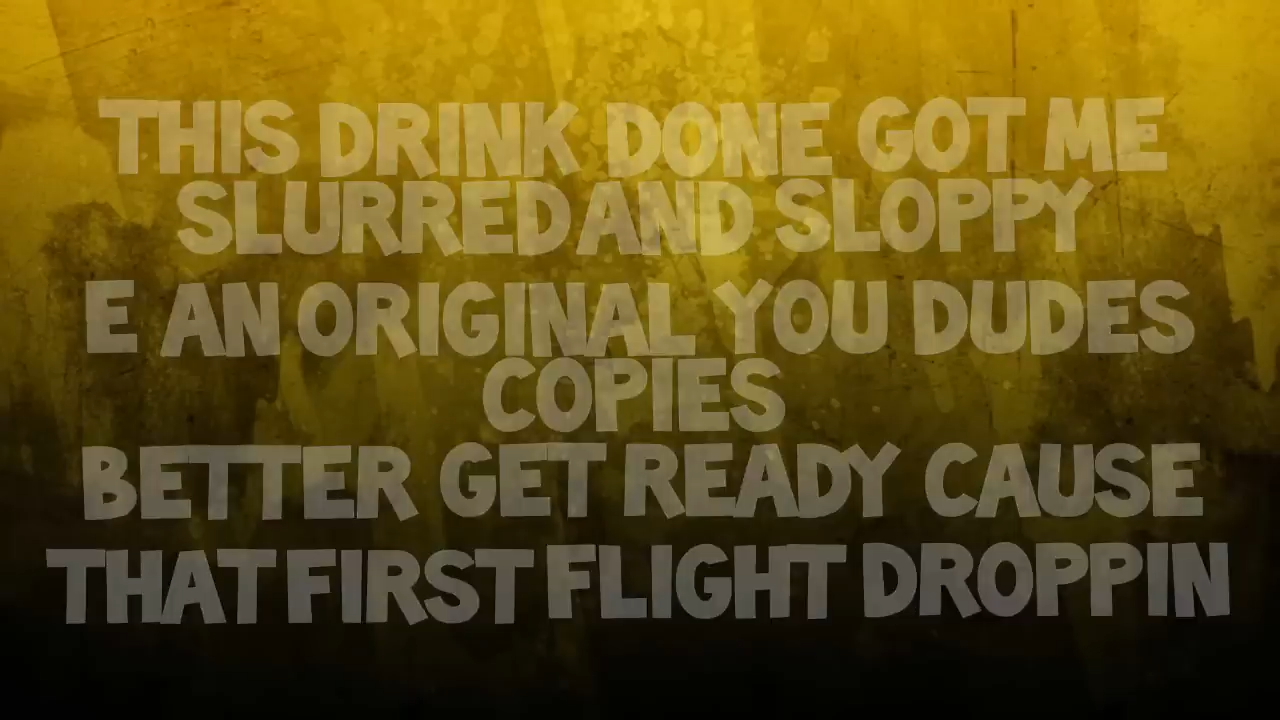 THIS DRINK DONE GOT ME
SLURRED AND SLOPPY
E AN ORIGINAL YOU DUDES
COPIES
BETTER GET READY CAUSE
THAT FIRST FLIGHT DROPPIN